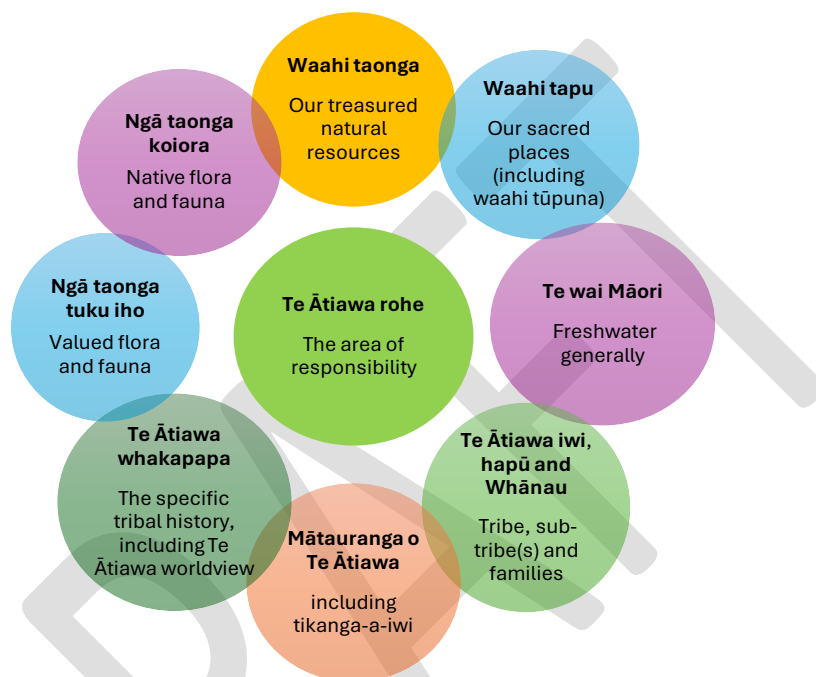 Waahi taonga
Our treasured
natural
resources
Waahi tapu
Our sacred
places
(including
waahi tūpuna)
Te wai Māori
Freshwater
generally
Te Ātiawa iwi,
hapū and
Whānau
Tribe, sub-
tribe(s) and
families
Mātauranga o
Te Ātiawa
including
tikanga-a-iwi
Te Ātiawa
whakapapa
The specific
tribal history,
including Te
Ātiawa worldview
Ngā taonga
tuku iho
Valued flora
and fauna
Ngā taonga
koiora
Native flora
and fauna
Te Ātiawa rohe
The area of
responsibility
DRAFT